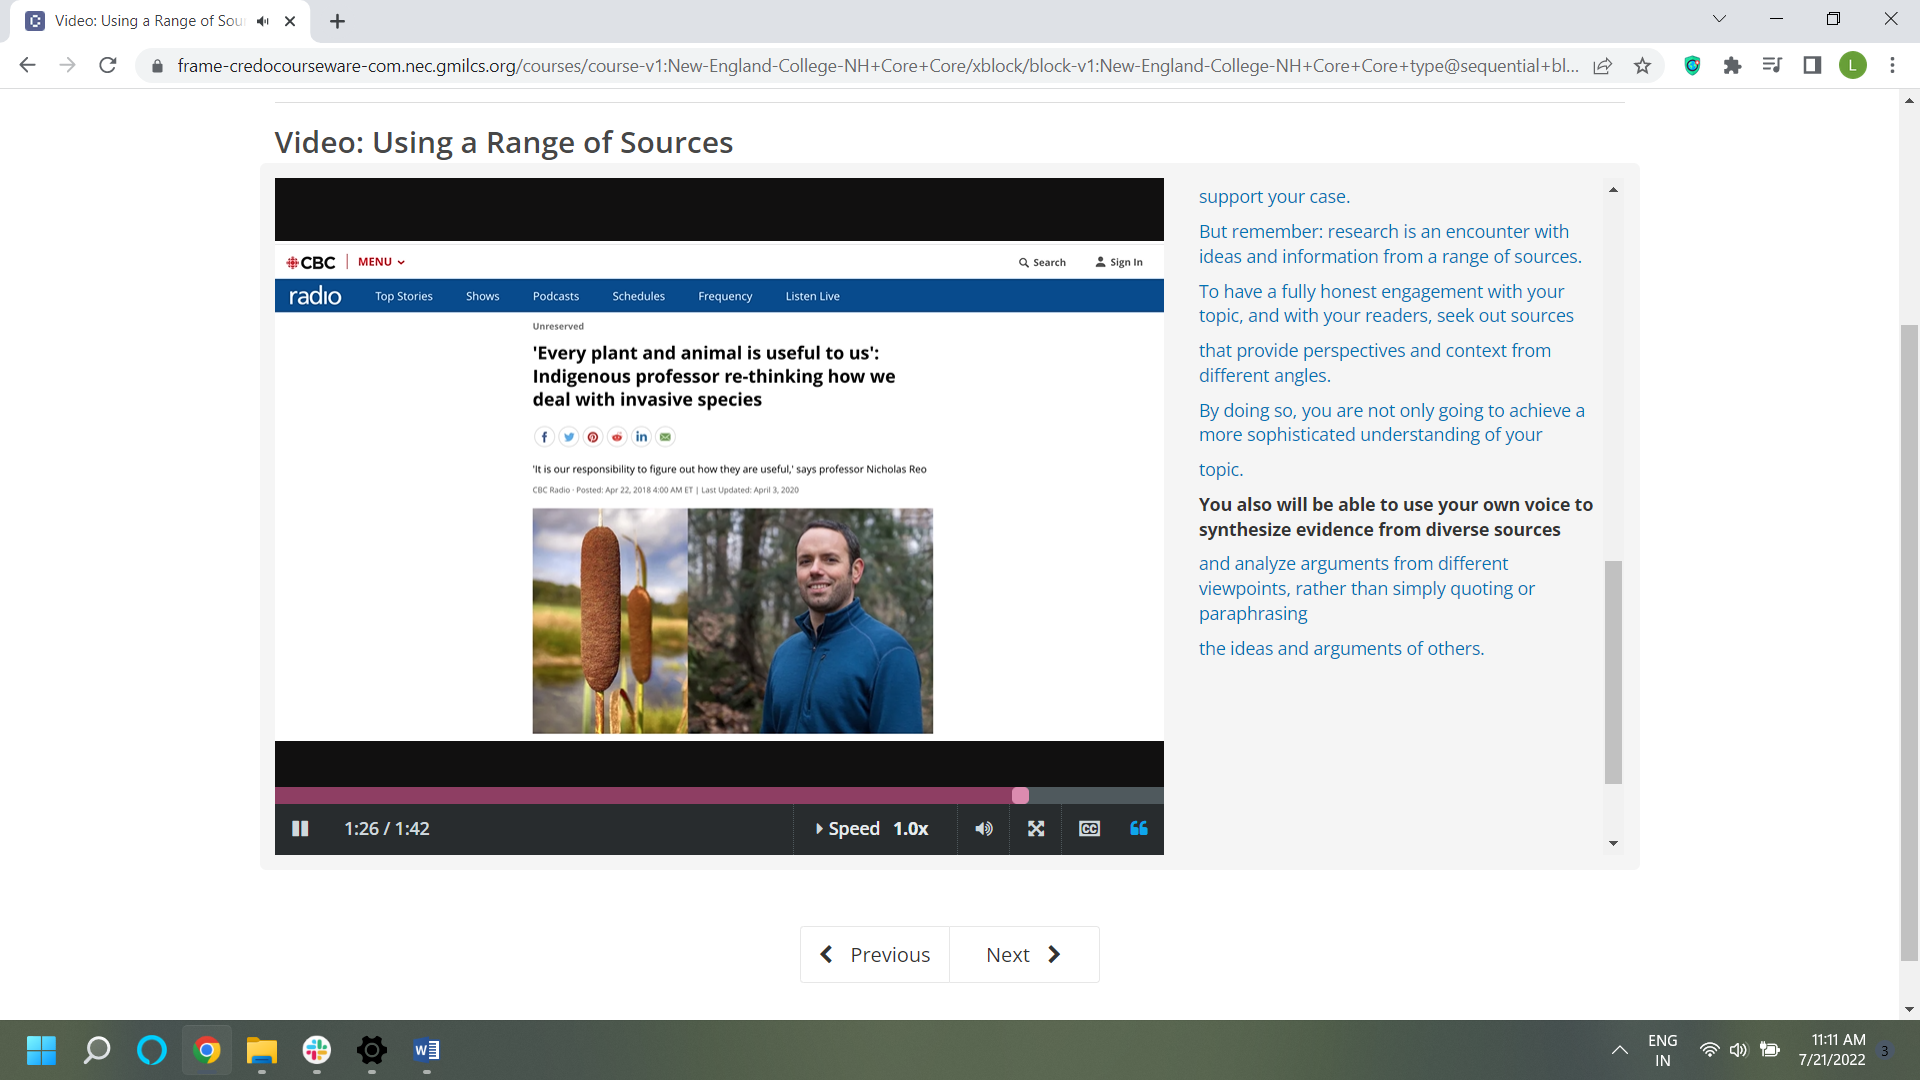 Video: Using a Range of Sour
frame-credocourseware-com.nec.gmilcs.org/courses/course-v1:New-England-College-NH+Core+Core/xblock/block-v1:New-England-College-NH+Core+Core+type@sequential+bl...
L
Video: Using a Range of Sources
CBC
MENU
Search
Sign In
radio
Top Stories
Shows
Podcasts
Schedules
Frequency
Listen Live
Unreserved
'Every plant and animal is useful to us':
Indigenous professor re-thinking how we
deal with invasive species
'It is our responsibility to figure out how they are useful,' says professor Nicholas Reo
CBC Radio · Posted: Apr 22, 2018 4:00 AM ET | Last Updated: April 3, 2020
1:26 / 1:42
Speed 1.0x
CC
support your case.
But remember: research is an encounter with
ideas and information from a range of sources.
To have a fully honest engagement with your
topic, and with your readers, seek out sources
that provide perspectives and context from
different angles.
By doing so, you are not only going to achieve a
more sophisticated understanding of your
topic.
You also will be able to use your own voice to
synthesize evidence from diverse sources
and analyze arguments from different
viewpoints, rather than simply quoting or
paraphrasing
the ideas and arguments of others.
Previous
Next
W
ENG
IN
11:11 AM
7/21/2022
3